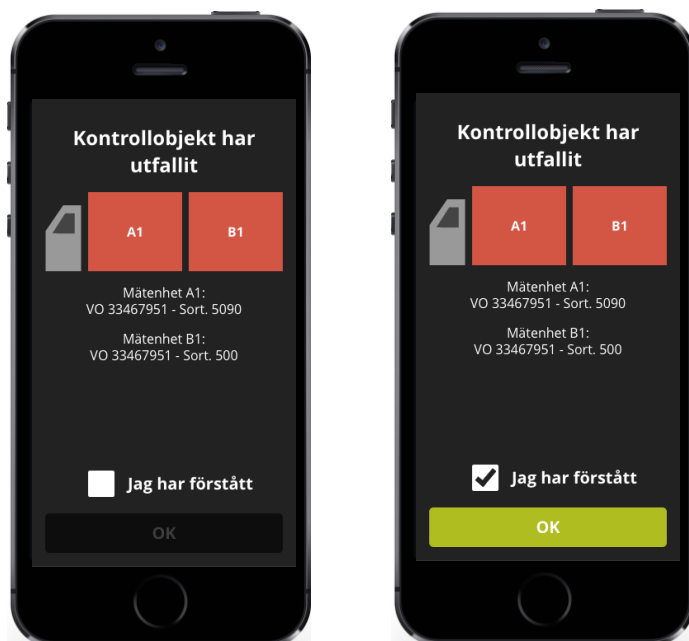 Kontrollobjekt har
utfallit
A1 B1
Mätenhet A1:
VO 33467951 - Sort. 5090
Mätenhet B1:
VO 33467951 - Sort. 500
Jag har förstått
OK
Kontrollobjekt har
utfallit
A1 B1
Mätenhet A1:
VO 33467951 - Sort. 5090
Mätenhet B1:
VO 33467951 - Sort. 500
Jag har förstått
OK